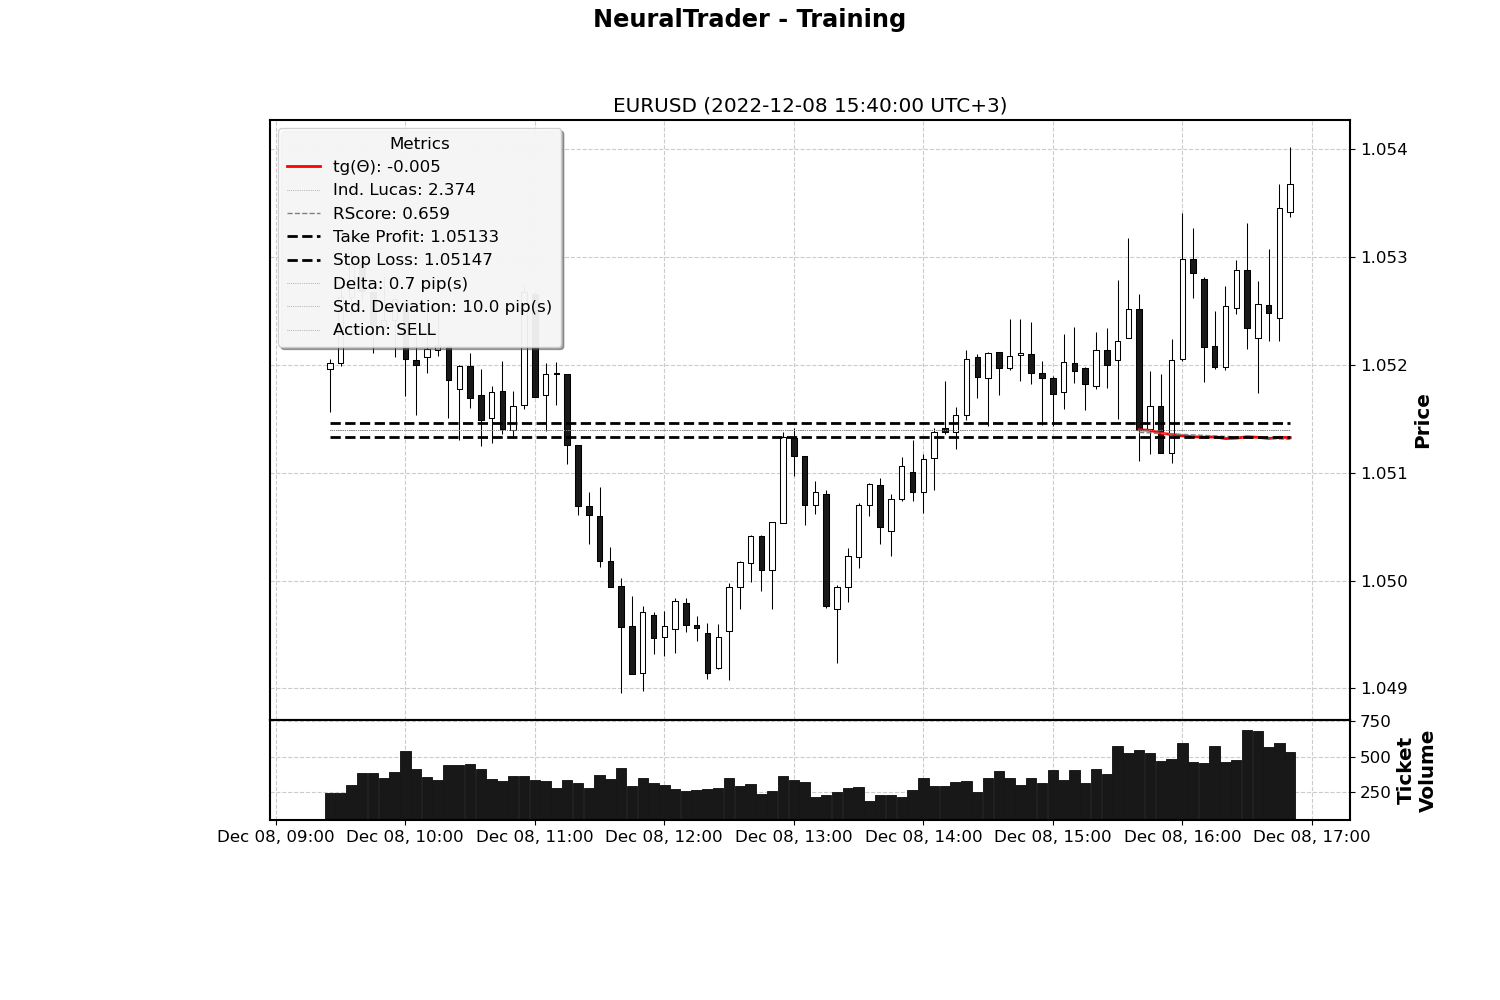 NeuralTrader - Training
EURUSD (2022-12-08 15:40:00 UTC+3)
Metrics
tg(Θ): -0.005
Ind. Lucas: 2.374
RScore: 0.659
Take Profit: 1.05133
Stop Loss: 1.05147
Delta: 0.7 pip(s)
Std. Deviation: 10.0 pip(s)
Action: SELL
1.054
1.053
1.052
1.051
1.050
1.049
Price
750
500
250
Ticket
Volume
Dec 08, 09:00 Dec 08, 10:00 Dec 08, 11:00 Dec 08, 12:00 Dec 08, 13:00 Dec 08, 14:00 Dec 08, 15:00 Dec 08, 16:00 Dec 08, 17:00